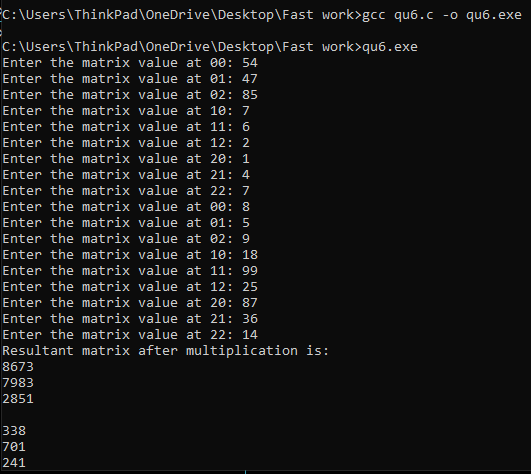 C:\Users\ThinkPad\OneDrive\Desktop\Fast work>gcc qu6.c -o qu6.exe
C:\Users\ThinkPad\OneDrive\Desktop\Fast work>qu6.exe
Enter the matrix value at 00: 54
Enter the matrix value at 01: 47
Enter the matrix value at 02: 85
Enter the matrix value at 10: 7
Enter the matrix value at 11: 6
Enter the matrix value at 12: 2
Enter the matrix value at 20: 1
Enter the matrix value at 21: 4
Enter the matrix value at 22: 7
Enter the matrix value at 00: 8
Enter the matrix value at 01: 5
Enter the matrix value at 02: 9
Enter the matrix value at 10: 18
Enter the matrix value at 11: 99
Enter the matrix value at 12: 25
Enter the matrix value at 20: 87
Enter the matrix value at 21: 36
Enter the matrix value at 22: 14
Resultant matrix after multiplication is:
8673
7983
2851
338
701
241